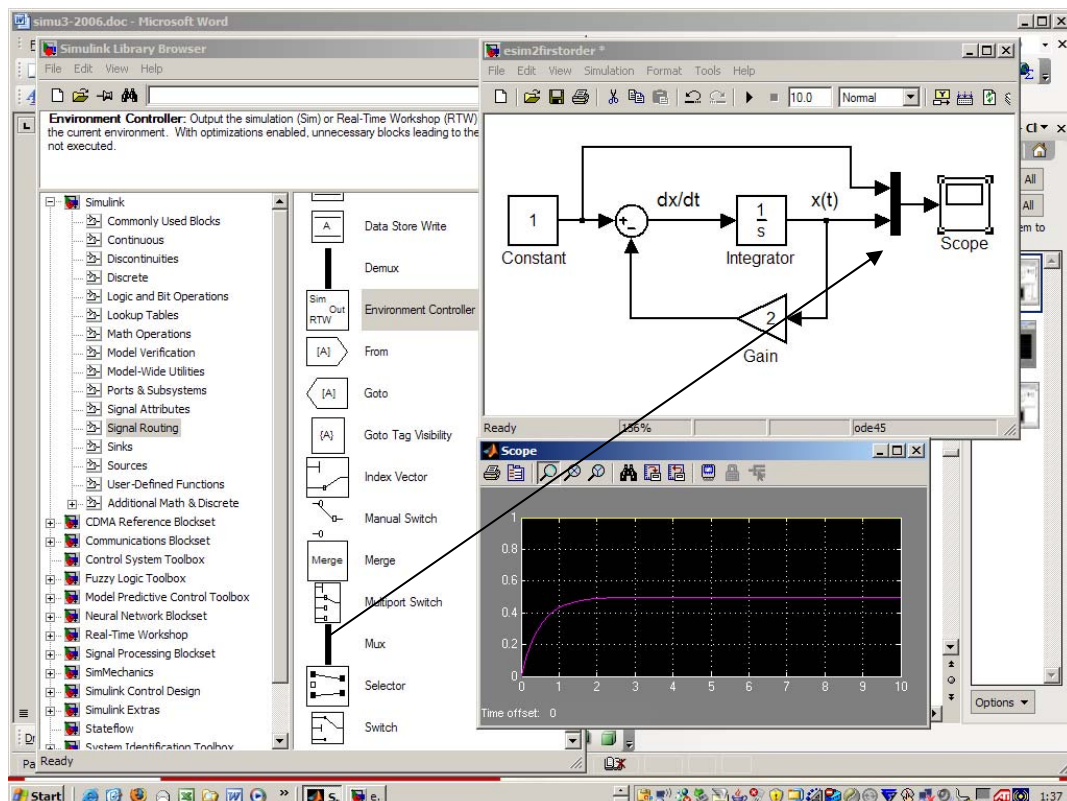 simu3-2006.doc - Microsoft Word
Simulink Library Browser
File Edit View Help
Environment Controller: Output the simulation (Sim) or Real-Time Workshop (RTW)
the current environment. With optimizations enabled, unnecessary blocks leading to the
not executed.
Simulink
Commonly Used Blocks
Continuous
Discontinuities
Discrete
Logic and Bit Operations
Lookup Tables
Math Operations
Model Verification
Model-Wide Utilities
Ports & Subsystems
Signal Attributes
Signal Routing
Sinks
Sources
User-Defined Functions
Additional Math & Discrete
CDMA Reference Blockset
Communications Blockset
Control System Toolbox
Fuzzy Logic Toolbox
Model Predictive Control Toolbox
Neural Network Blockset
Real-Time Workshop
Signal Processing Blockset
SimMechanics
Simulink Control Design
Simulink Extras
Stateflow
System Identification Toolbox
A Data Store Write
Demux
Sim
Out
RTW
Environment Controller
[A] From
[A] Goto
{A} Goto Tag Visibility
Index Vector
Manual Switch
Merge Merge
Multiport Switch
Mux
Selector
Switch
Ready
esim2firstorder *
File Edit View Simulation Format Tools Help
10.0 Normal
dx/dt x(t)
1
1
s
Constant Integrator Scope
2
Gain
Ready 156% ode45
Scope
1
0.8
0.6
0.4
0.2
0
0 1 2 3 4 5 6 7 8 9 10
Time offset: 0
All
All
em to
Options
Start S. e. 1:37